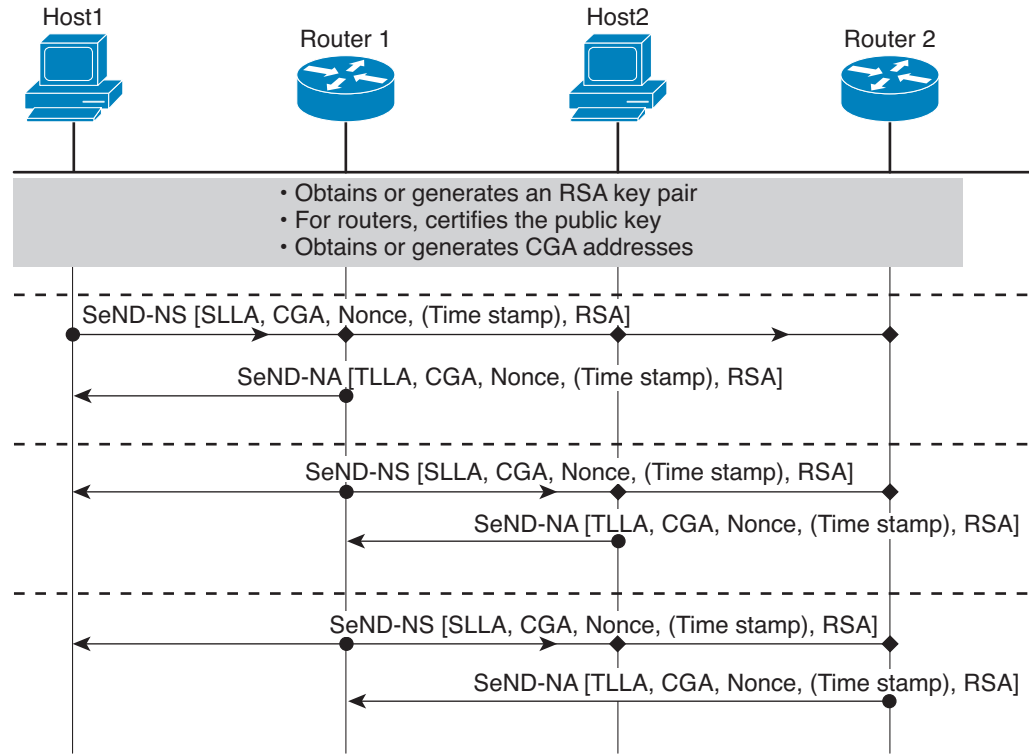 Host1
Host2
Router 1
Router 2
• Obtains or generates an RSA key pair
• For routers, certifies the public key
• Obtains or generates CGA addresses
SeND-NS [SLLA, CGA, Nonce, (Time stamp), RSA]
SeND-NA [TLLA, CGA, Nonce, (Time stamp), RSA]
SeND-NS [SLLA, CGA, Nonce, (Time stamp), RSA]
SeND-NA [TLLA, CGA, Nonce, (Time stamp), RSA]
SeND-NS [SLLA, CGA, Nonce, (Time stamp), RSA]
SeND-NA [TLLA, CGA, Nonce, (Time stamp), RSA]